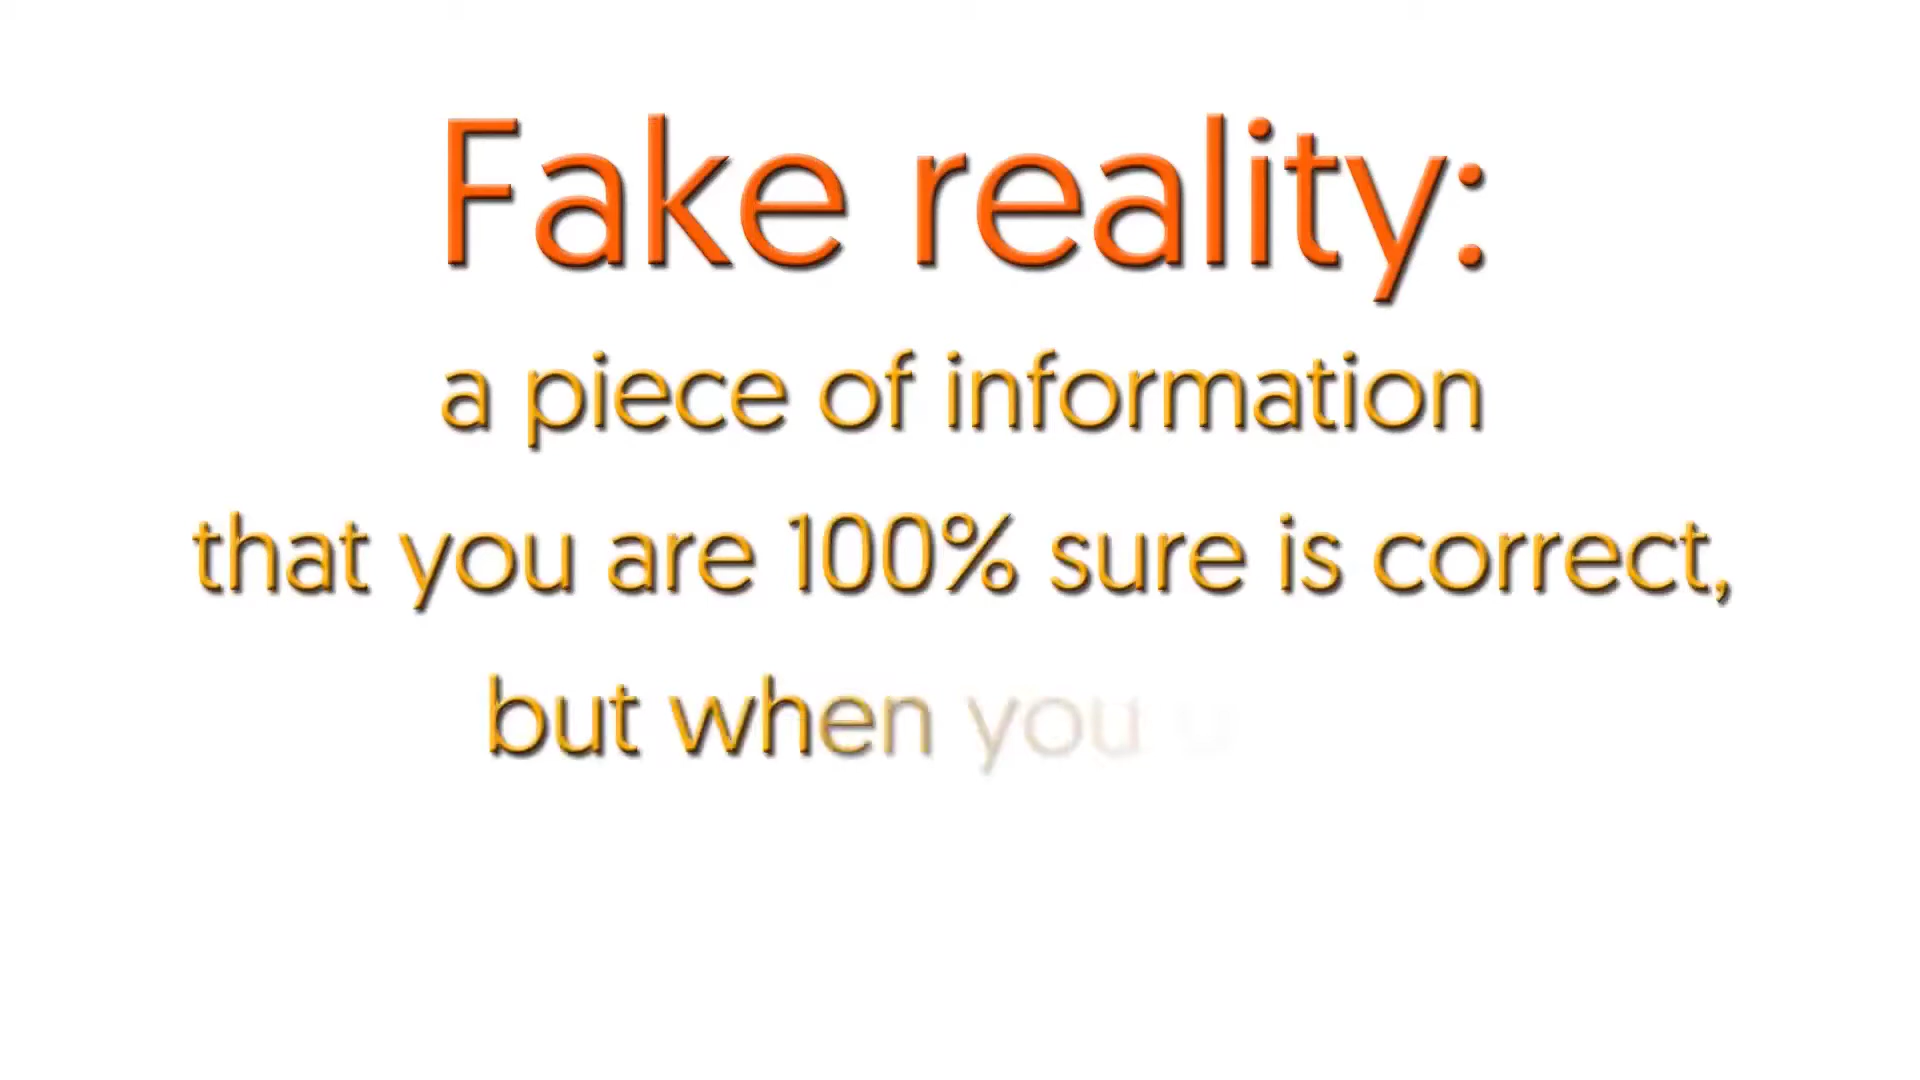 Fake reality:
a piece of information
that you are 100% sure is correct,
but when you